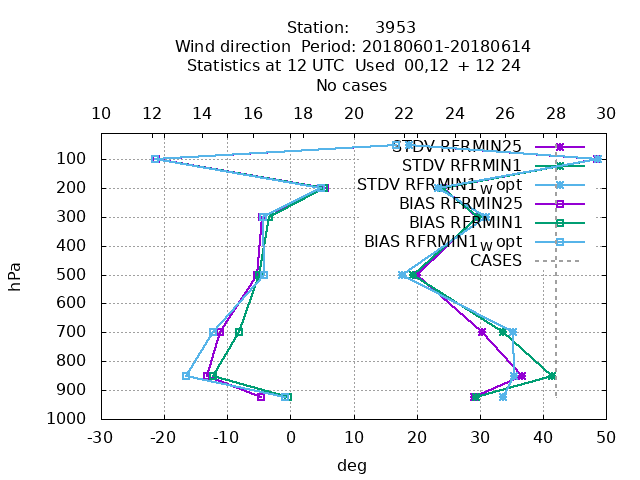 Station: 3953
Wind direction Period: 20180601-20180614
Statistics at 12 UTC Used 00,12 + 12 24
No cases
10 12 14 16 18 20 22 24 26 28 30
STDV RFRMIN25
STDV RFRMIN1
STDV RFRMIN1w opt
BIAS RFRMIN25
BIAS RFRMIN1
BIAS RFRMIN1w opt
CASES
hPa
100
200
300
400
500
600
700
800
900
1000
-30 -20 -10 0 10 20 30 40 50
deg